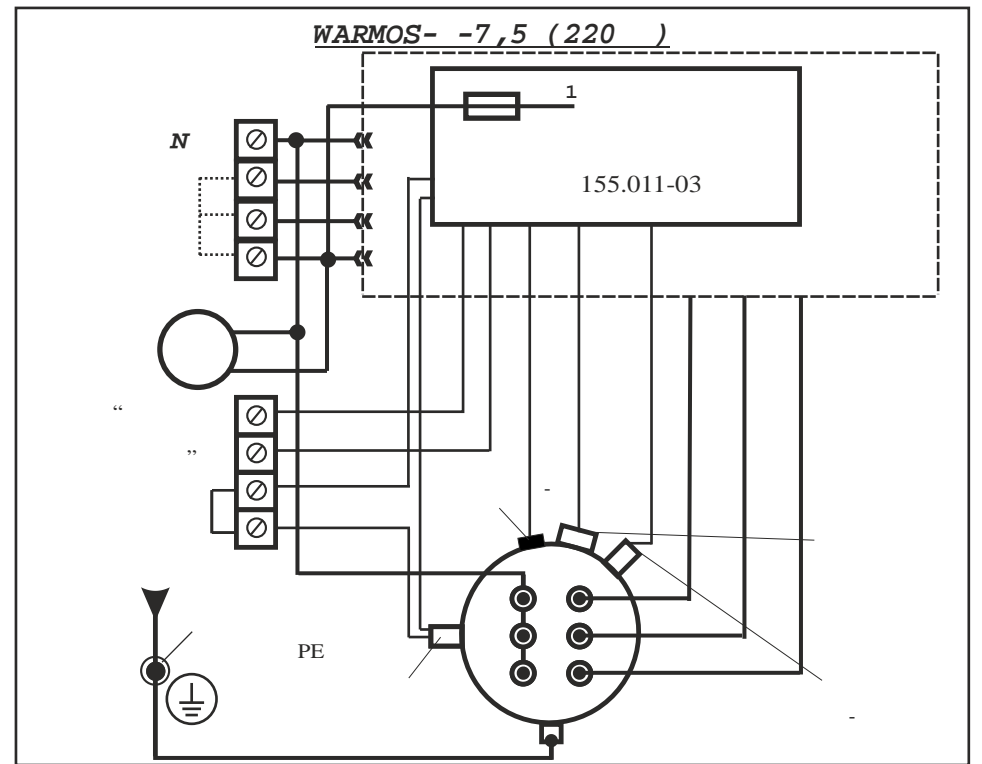 WARMOS- -7,5 (220 )
1
N
155.011-03
“
”
-
PE
-